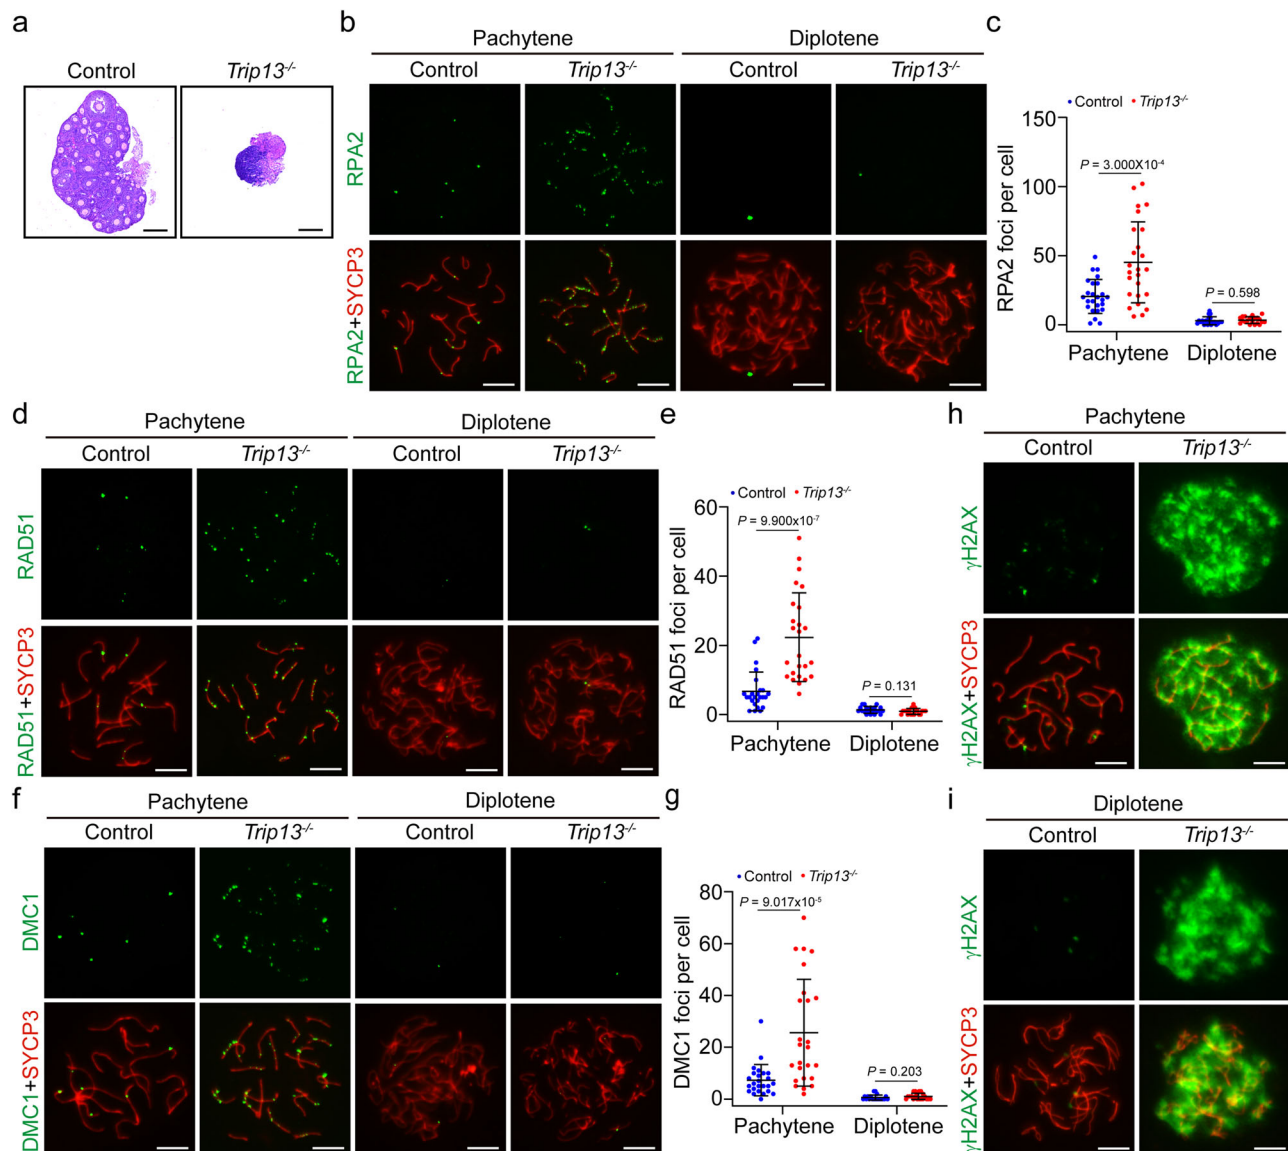 a
Control
Trip13-/-
b
Pachytene
Diplotene
Control
Trip13-/-
Control
Trip13-/-
RPA2
RPA2+SYCP3
c
Control
Trip13-/-
RPA2 foci per cell
150
100
50
0
P = 3.000X10-4
P = 0.598
Pachytene
Diplotene
d
Pachytene
Diplotene
Control
Trip13-/-
Control
Trip13-/-
RAD51
RAD51+SYCP3
e
Control
Trip13-/-
RAD51 foci per cell
60
40
20
0
P = 9.900x10-7
P = 0.131
Pachytene
Diplotene
h
Pachytene
Control
Trip13-/-
γH2AX
γH2AX+SYCP3
f
Pachytene
Diplotene
Control
Trip13-/-
Control
Trip13-/-
DMC1
DMC1+SYCP3
g
Control
Trip13-/-
DMC1 foci per cell
80
60
40
20
0
P = 9.017x10-5
P = 0.203
Pachytene
Diplotene
i
Diplotene
Control
Trip13-/-
γH2AX
γH2AX+SYCP3